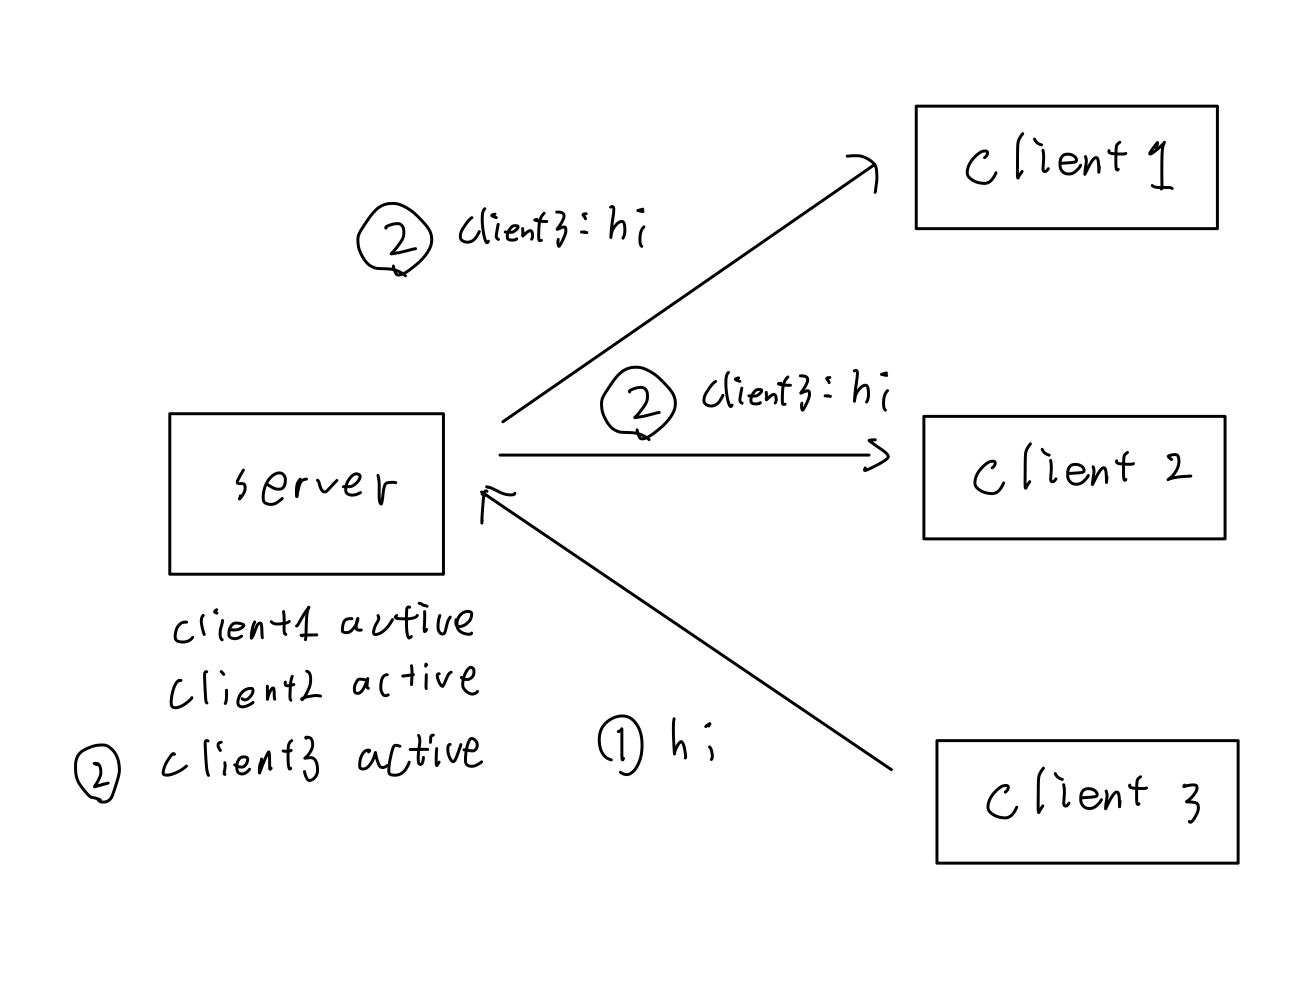 client 1
② client3: hi
② client3: hi
server
client 2
client1 active
client2 active
② client3 active
① hi
client 3